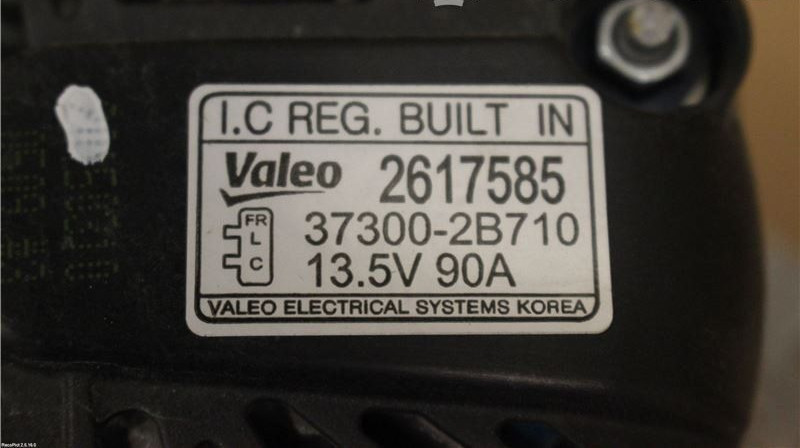 I.C REG. BUILT IN
Valeo 2617585
FR
L
C
37300-2B710
13.5V 90A
VALEO ELECTRICAL SYSTEMS KOREA